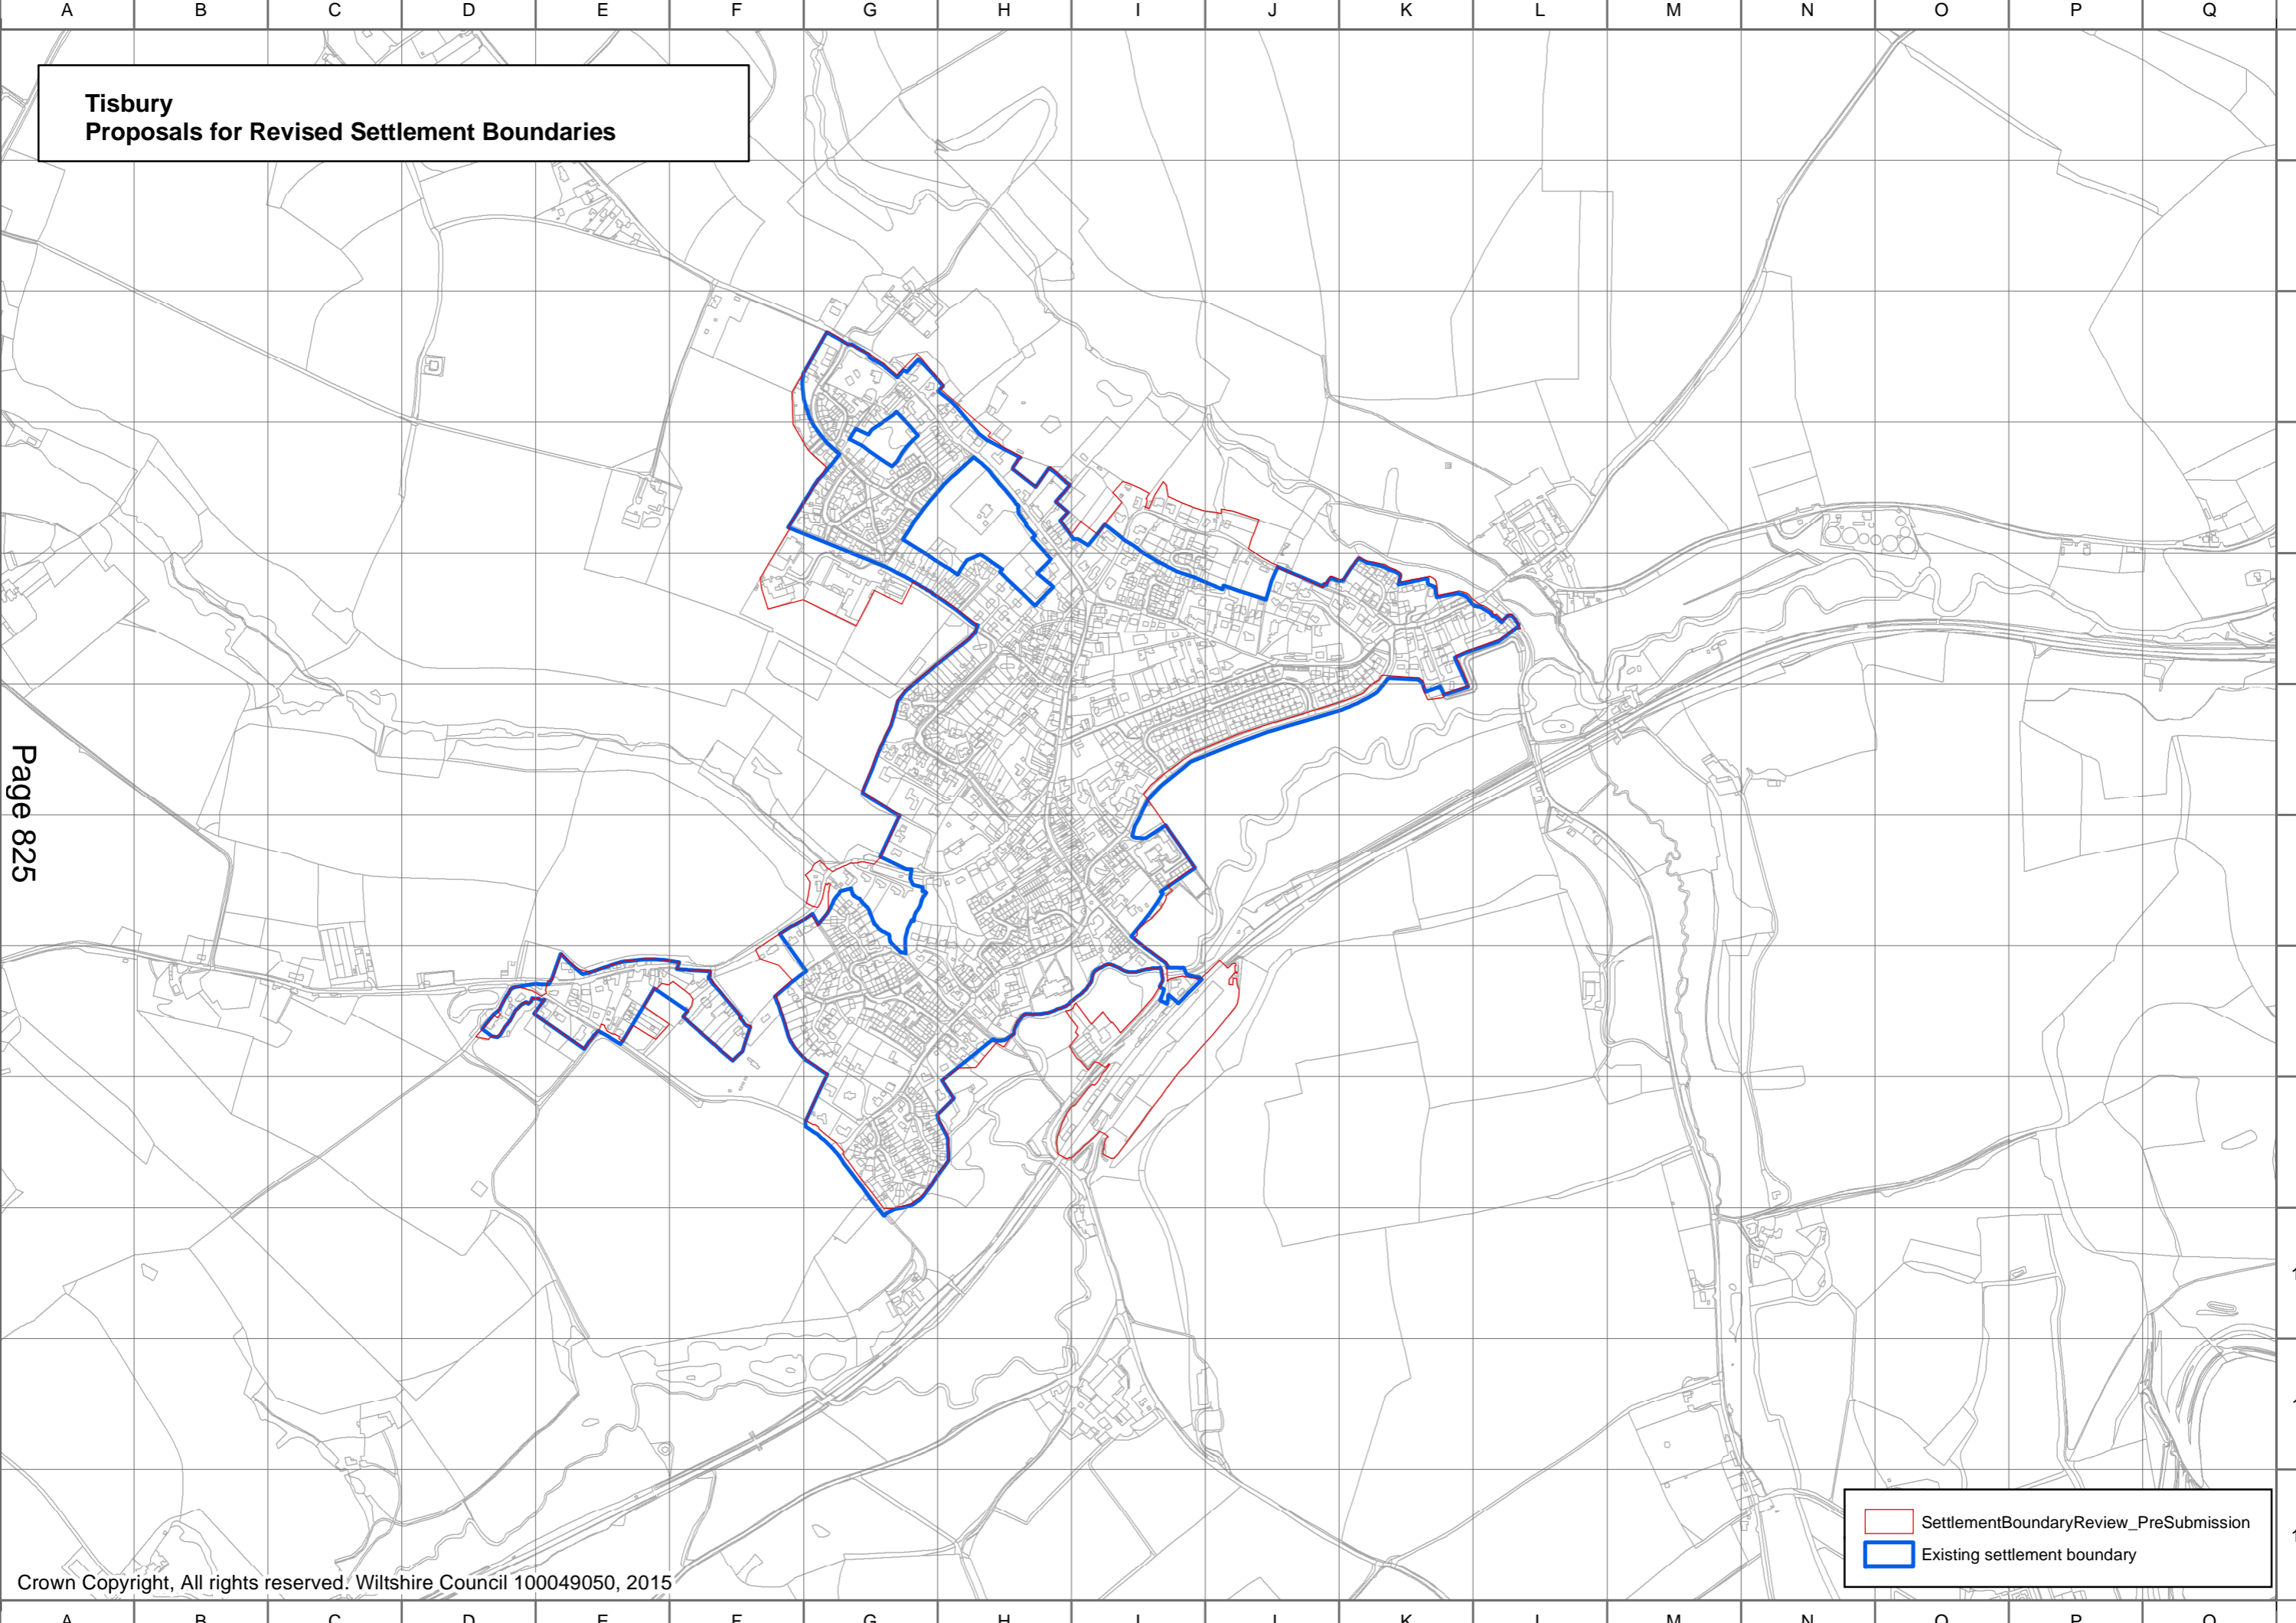 A B C D E F G H I J K L M N O P Q
Tisbury
Proposals for Revised Settlement Boundaries
Page 825
SettlementBoundaryReview_PreSubmission
Existing settlement boundary
Crown Copyright, All rights reserved. Wiltshire Council 100049050, 2015
A B C D E F G H I J K L M N O P Q